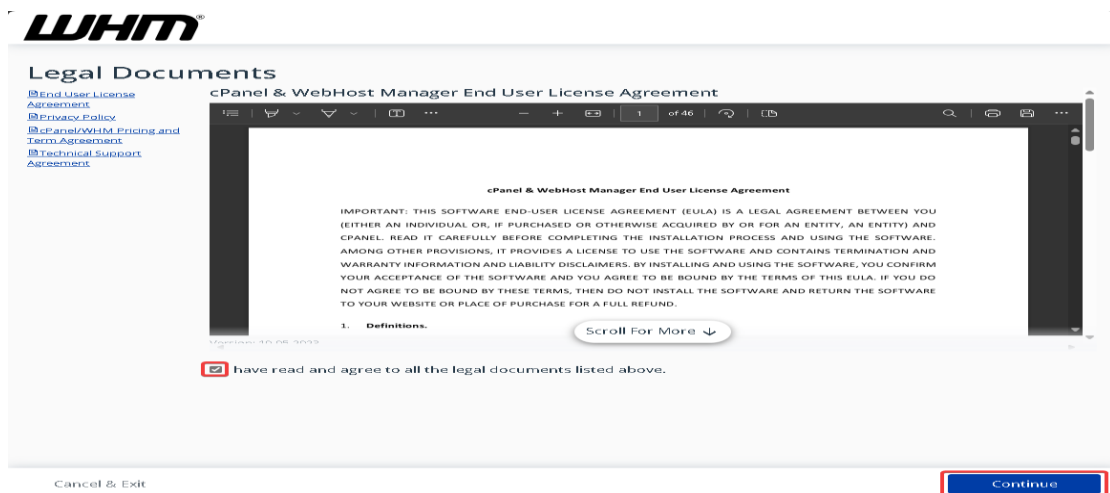 WHM®
Legal Documents
End User License
Agreement
Privacy Policy
cPanel/WHM Pricing and
Term Agreement
Technical Support
Agreement
cPanel & WebHost Manager End User License Agreement
1 of 46
cPanel & WebHost Manager End User License Agreement
IMPORTANT: THIS SOFTWARE END-USER LICENSE AGREEMENT (EULA) IS A LEGAL AGREEMENT BETWEEN YOU
(EITHER AN INDIVIDUAL OR, IF PURCHASED OR OTHERWISE ACQUIRED BY OR FOR AN ENTITY, AN ENTITY) AND
CPANEL. READ IT CAREFULLY BEFORE COMPLETING THE INSTALLATION PROCESS AND USING THE SOFTWARE.
AMONG OTHER PROVISIONS, IT PROVIDES A LICENSE TO USE THE SOFTWARE AND CONTAINS TERMINATION AND
WARRANTY INFORMATION AND LIABILITY DISCLAIMERS. BY INSTALLING AND USING THE SOFTWARE, YOU CONFIRM
YOUR ACCEPTANCE OF THE SOFTWARE AND YOU AGREE TO BE BOUND BY THE TERMS OF THIS EULA. IF YOU DO
NOT AGREE TO BE BOUND BY THESE TERMS, THEN DO NOT INSTALL THE SOFTWARE AND RETURN THE SOFTWARE
TO YOUR WEBSITE OR PLACE OF PURCHASE FOR A FULL REFUND.
1. Definitions.
Scroll For More ↓
have read and agree to all the legal documents listed above.
Cancel & Exit
Continue